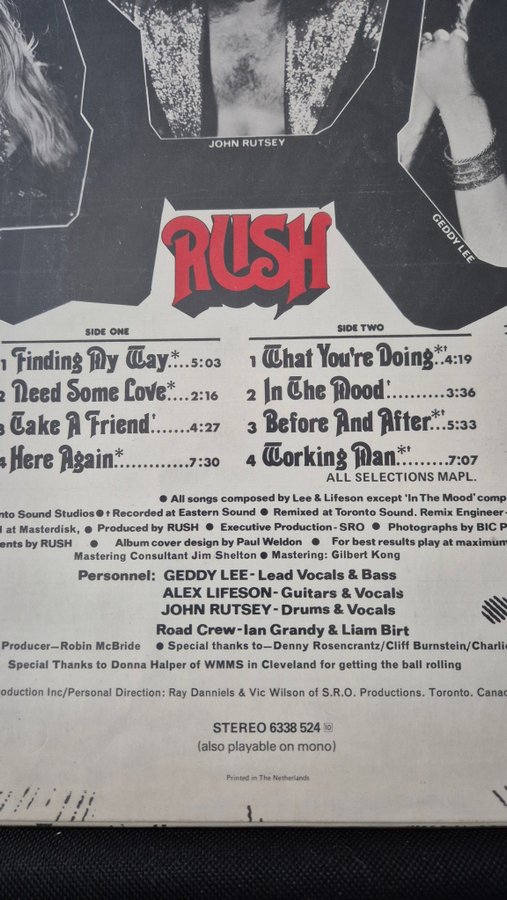 JOHN RUTSEY
GEDDY LEE
RUSH
SIDE ONE
1 Finding My Way*....5:03
2 Need Some Love*...2:16
3 Take A Friend†.......4:27
4 Here Again*............7:30
SIDE TWO
1 What You're Doing*†..4:19
2 In The Mood†..........3:36
3 Before And After*†...5:33
4 Working Man*†.........7:07
ALL SELECTIONS MAPL.
● All songs composed by Lee & Lifeson except 'In The Mood' comp
nto Sound Studios ● † Recorded at Eastern Sound ● Remixed at Toronto Sound. Remix Engineer-
d at Masterdisk, ● Produced by RUSH ● Executive Production-SRO ● Photographs by BIC P
ents by RUSH ● Album cover design by Paul Weldon ● For best results play at maximum
Mastering Consultant Jim Shelton ● Mastering: Gilbert Kong
Personnel: GEDDY LEE-Lead Vocals & Bass
ALEX LIFESON-Guitars & Vocals
JOHN RUTSEY-Drums & Vocals
Road Crew-Ian Grandy & Liam Birt
Producer—Robin McBride ● Special thanks to—Denny Rosencrantz/Cliff Burnstein/Charli
Special Thanks to Donna Halper of WMMS in Cleveland for getting the ball rolling
oduction Inc/Personal Direction: Ray Danniels & Vic Wilson of S.R.O. Productions. Toronto. Canad
STEREO 6338 524 10
(also playable on mono)
Printed in The Netherlands